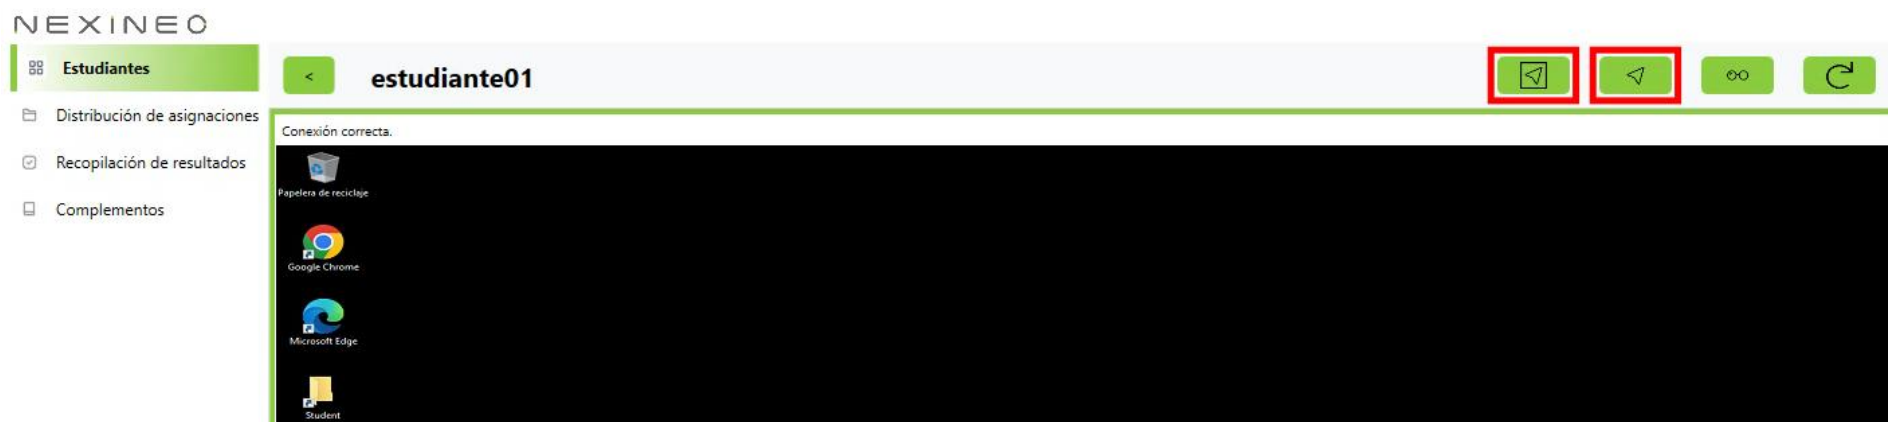 NEXINEO
Estudiantes
Distribución de asignaciones
Recopilación de resultados
Complementos
<
estudiante01
Conexión correcta.
Papelera de reciclaje
Google Chrome
Microsoft Edge
Student